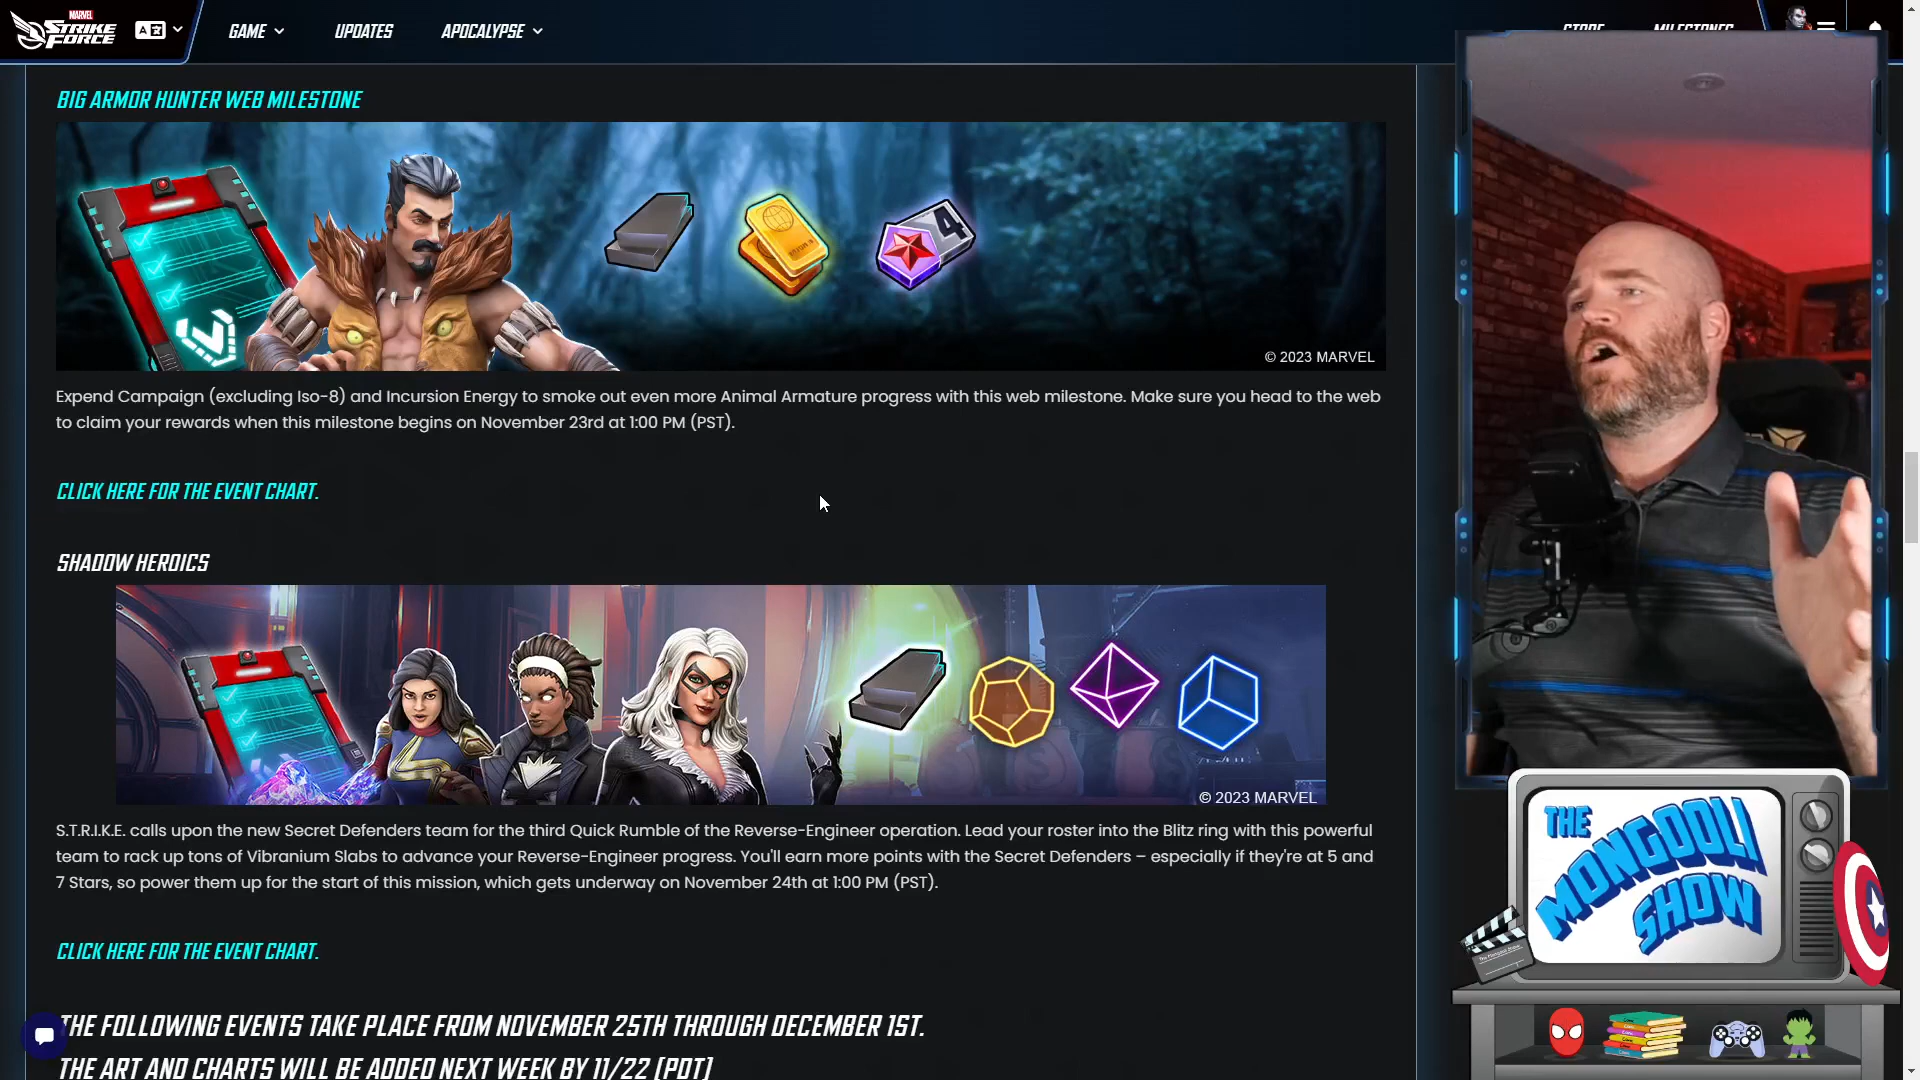 MARVEL
STRIKE
FORCE
GAME
UPDATES
APOCALYPSE
STORE
MILESTONES
BIG ARMOR HUNTER WEB MILESTONE
4
© 2023 MARVEL
Expend Campaign (excluding Iso-8) and Incursion Energy to smoke out even more Animal Armature progress with this web milestone. Make sure you head to the web
to claim your rewards when this milestone begins on November 23rd at 1:00 PM (PST).
CLICK HERE FOR THE EVENT CHART.
SHADOW HEROICS
© 2023 MARVEL
S.T.R.I.K.E. calls upon the new Secret Defenders team for the third Quick Rumble of the Reverse-Engineer operation. Lead your roster into the Blitz ring with this powerful
team to rack up tons of Vibranium Slabs to advance your Reverse-Engineer progress. You'll earn more points with the Secret Defenders – especially if they're at 5 and
7 Stars, so power them up for the start of this mission, which gets underway on November 24th at 1:00 PM (PST).
CLICK HERE FOR THE EVENT CHART.
THE FOLLOWING EVENTS TAKE PLACE FROM NOVEMBER 25TH THROUGH DECEMBER 1ST.
THE ART AND CHARTS WILL BE ADDED NEXT WEEK BY 11/22 (PDT)
THE
MONGOOLI
SHOW